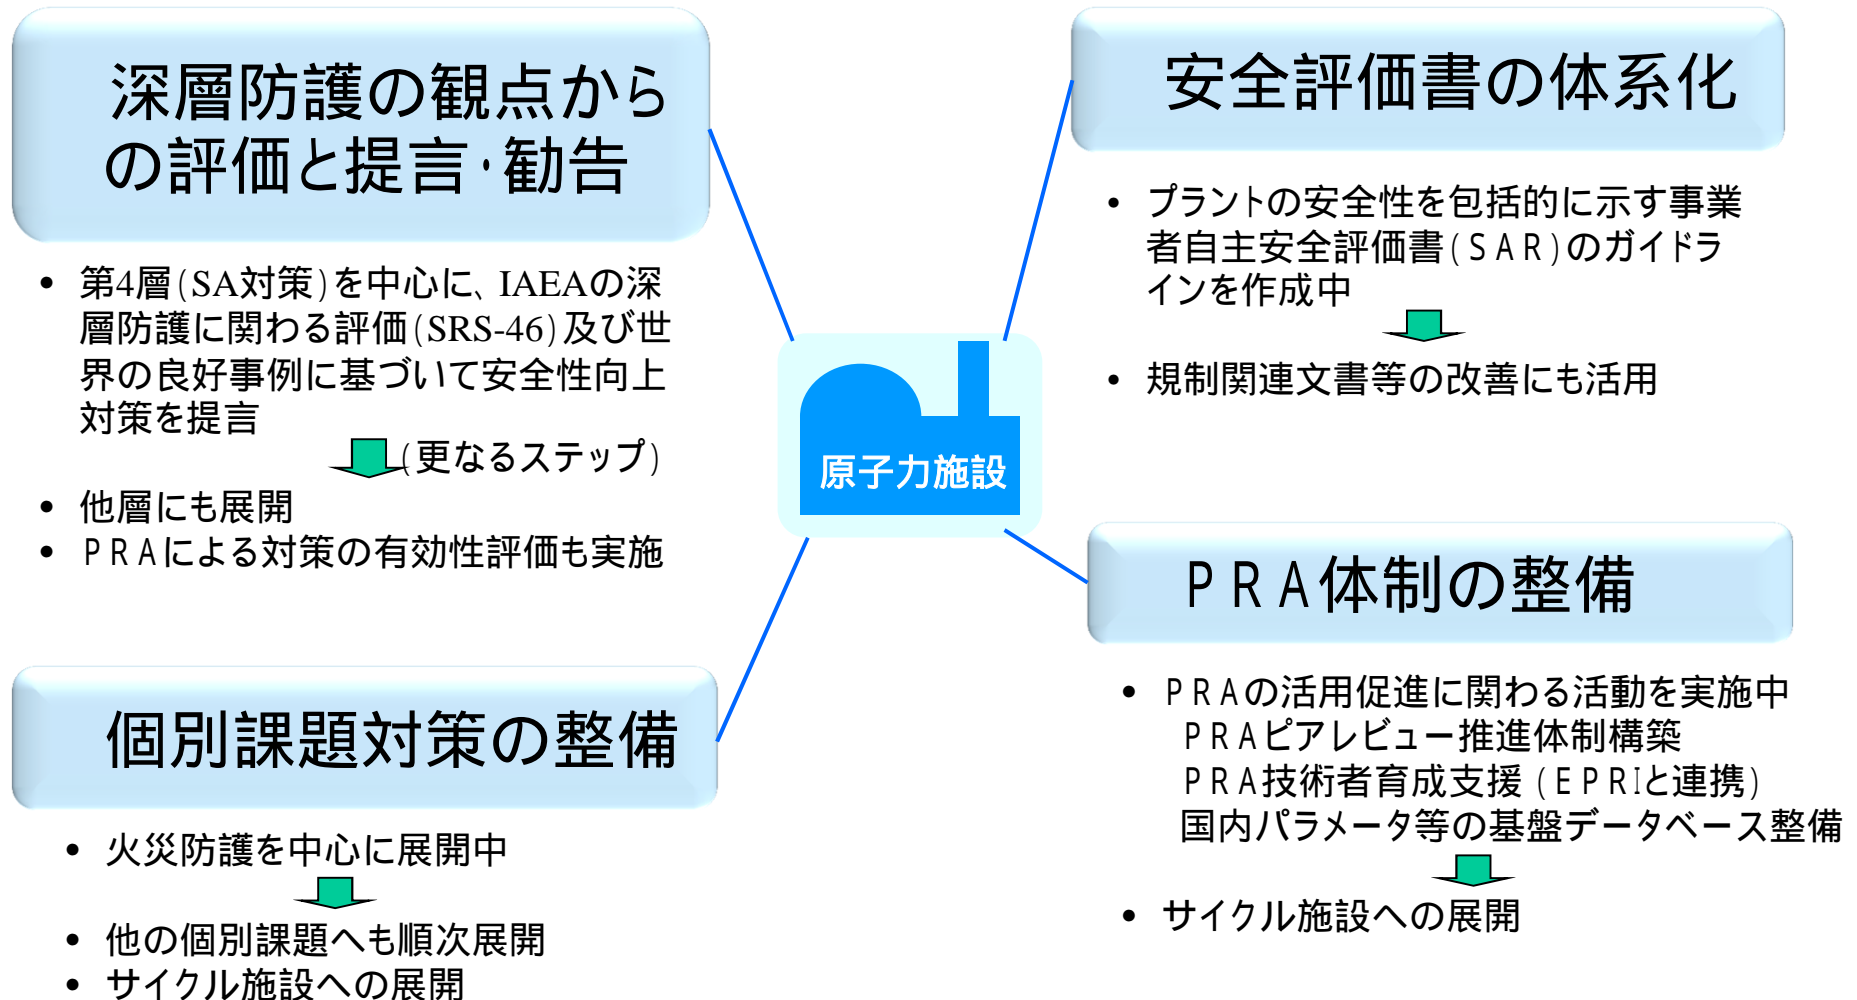 深層防護の観点から
の評価と提言・勧告
• 第4層(SA対策)を中心に、IAEAの深
層防護に関わる評価(SRS-46)及び世
界の良好事例に基づいて安全性向上
対策を提言
(更なるステップ)
• 他層にも展開
• PRAによる対策の有効性評価も実施
個別課題対策の整備
• 火災防護を中心に展開中
• 他の個別課題へも順次展開
• サイクル施設への展開
原子力施設
安全評価書の体系化
• プラントの安全性を包括的に示す事業
者自主安全評価書(SAR)のガイドラ
インを作成中
• 規制関連文書等の改善にも活用
PRA体制の整備
• PRAの活用促進に関わる活動を実施中
PRAピアレビュー推進体制構築
PRA技術者育成支援(EPRIと連携)
国内パラメータ等の基盤データベース整備
• サイクル施設への展開